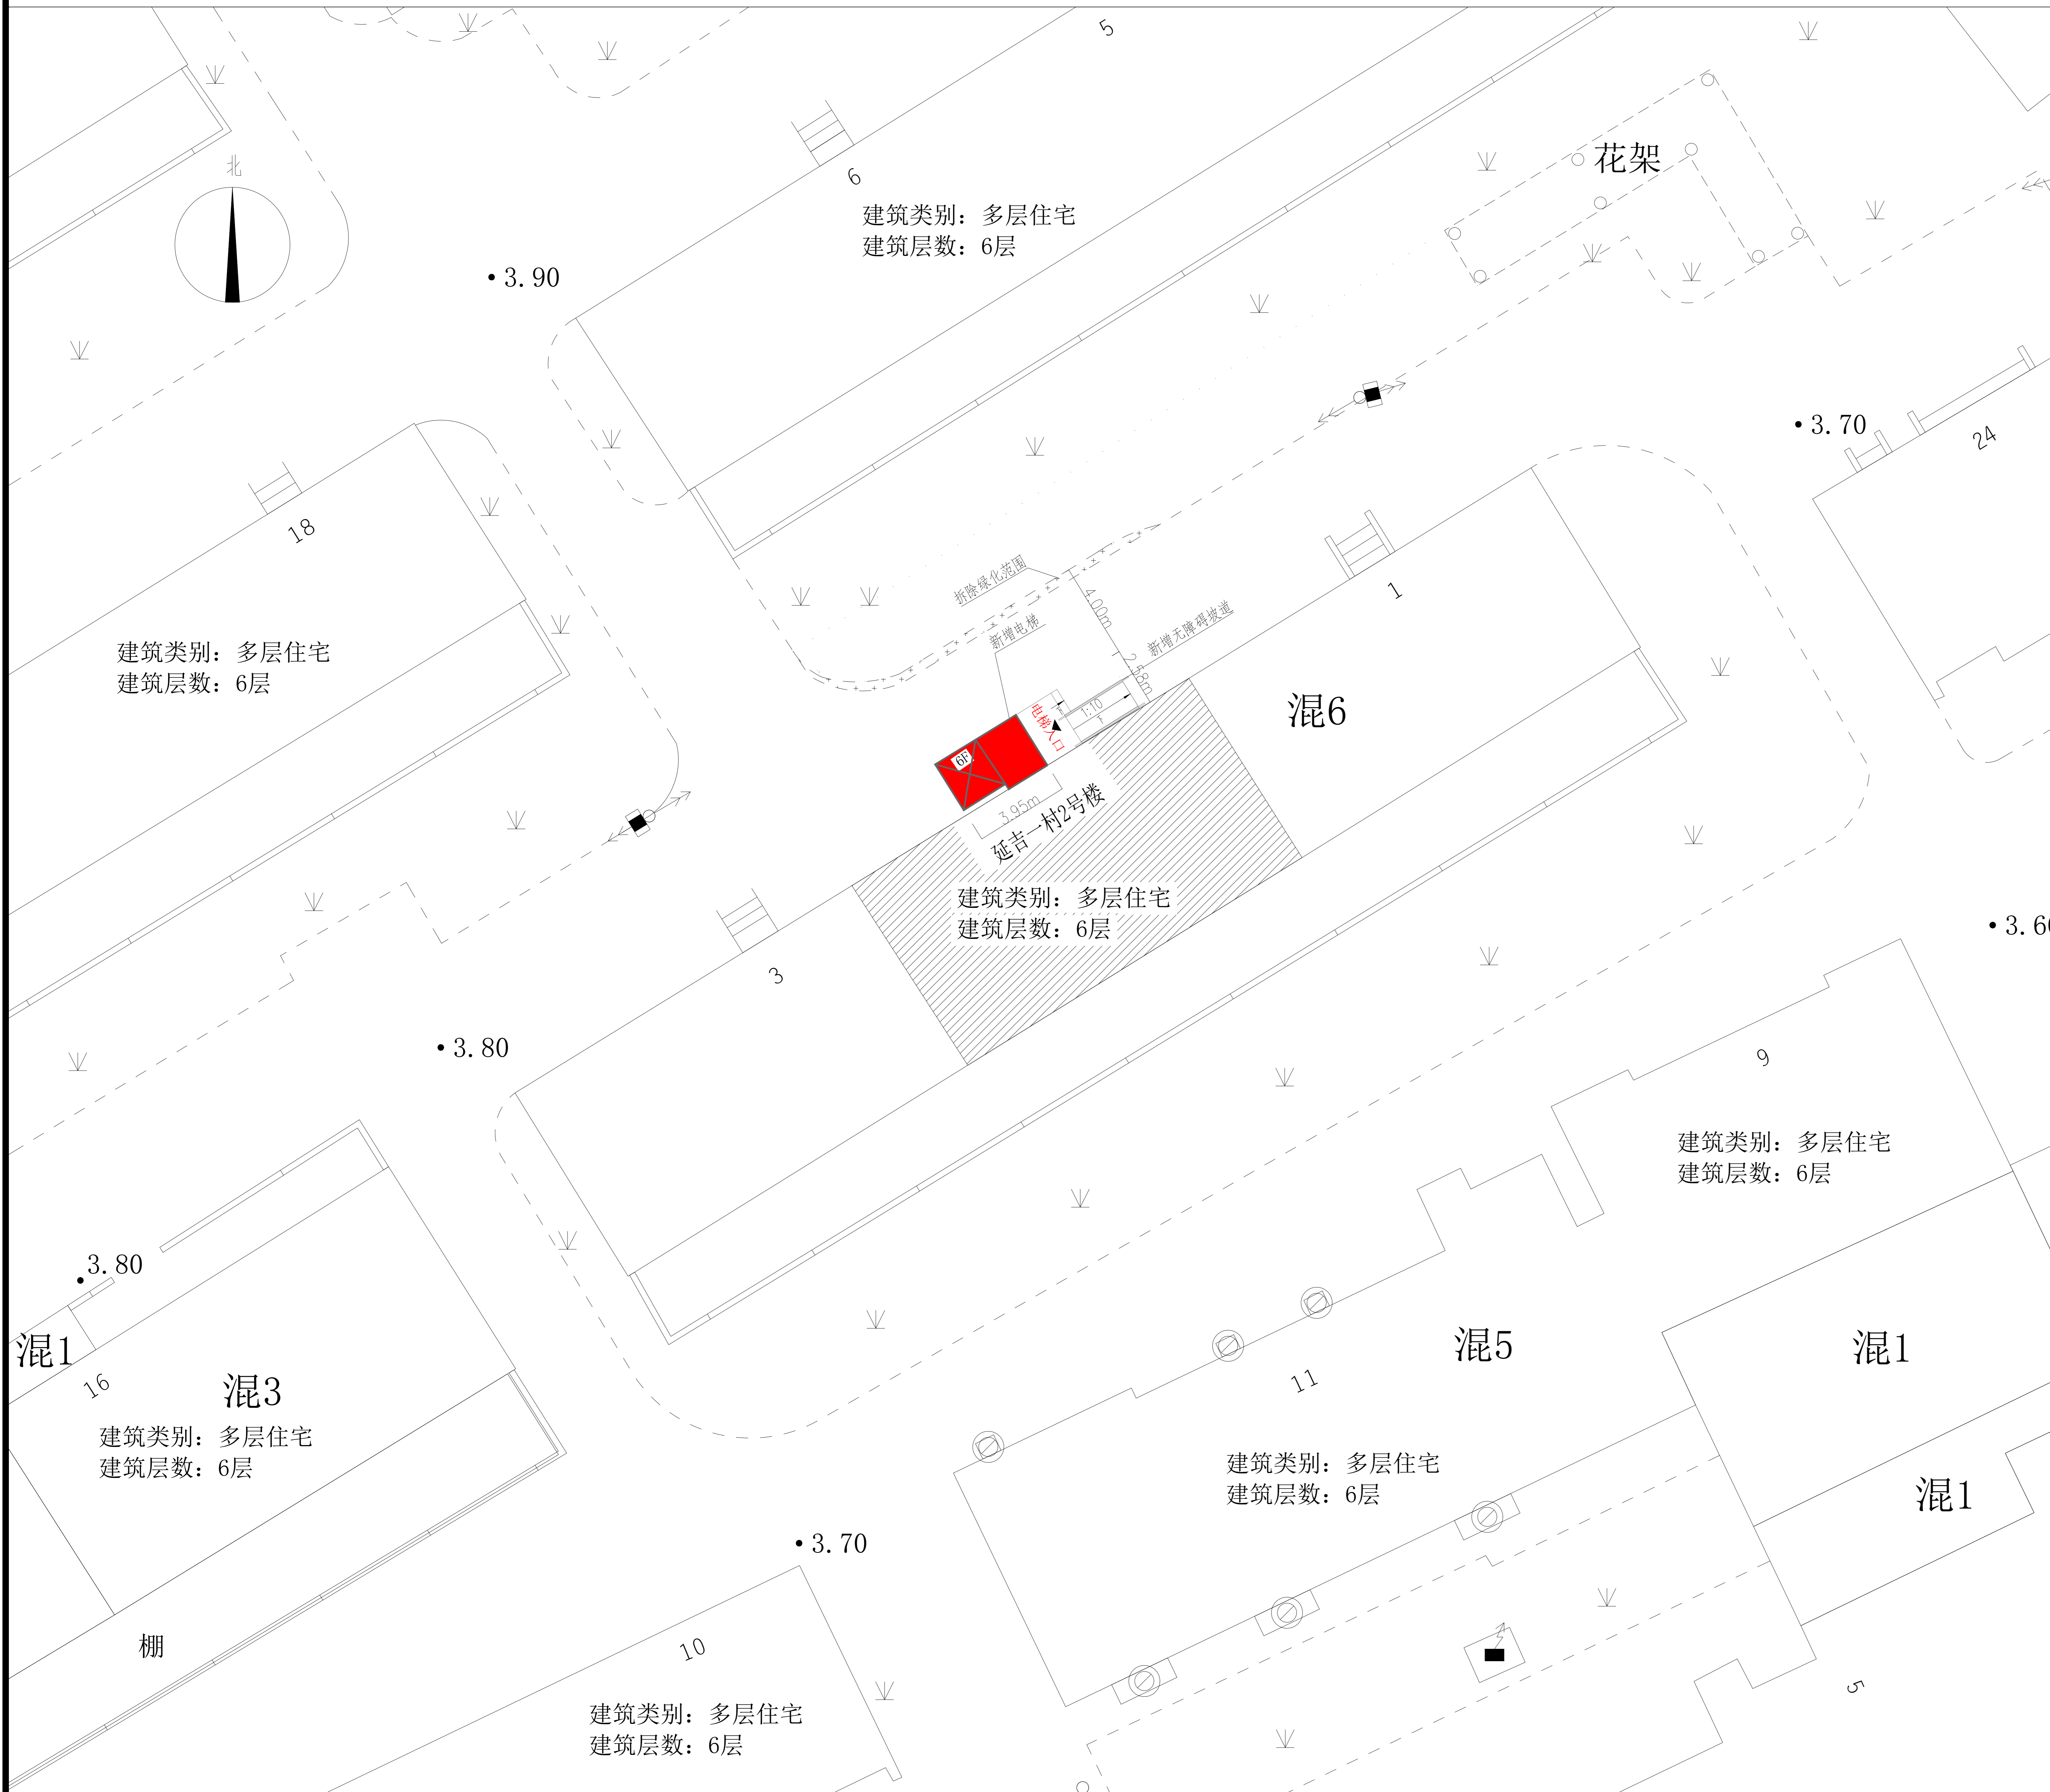 5
北
6
花架
建筑类别：多层住宅
建筑层数：6层
3.90
3.70
24
18
拆除绿化范围
4.00m
1
新增电梯
新增无障碍坡道
2.58m
建筑类别：多层住宅
建筑层数：6层
混6
电梯入口
1:10
6F
3.95m
延吉一村2号楼
建筑类别：多层住宅
建筑层数：6层
3.60
3
3.80
9
建筑类别：多层住宅
建筑层数：6层
3.80
混1
16
混3
11
混5
混1
建筑类别：多层住宅
建筑层数：6层
建筑类别：多层住宅
建筑层数：6层
混1
3.70
棚
10
5
建筑类别：多层住宅
建筑层数：6层